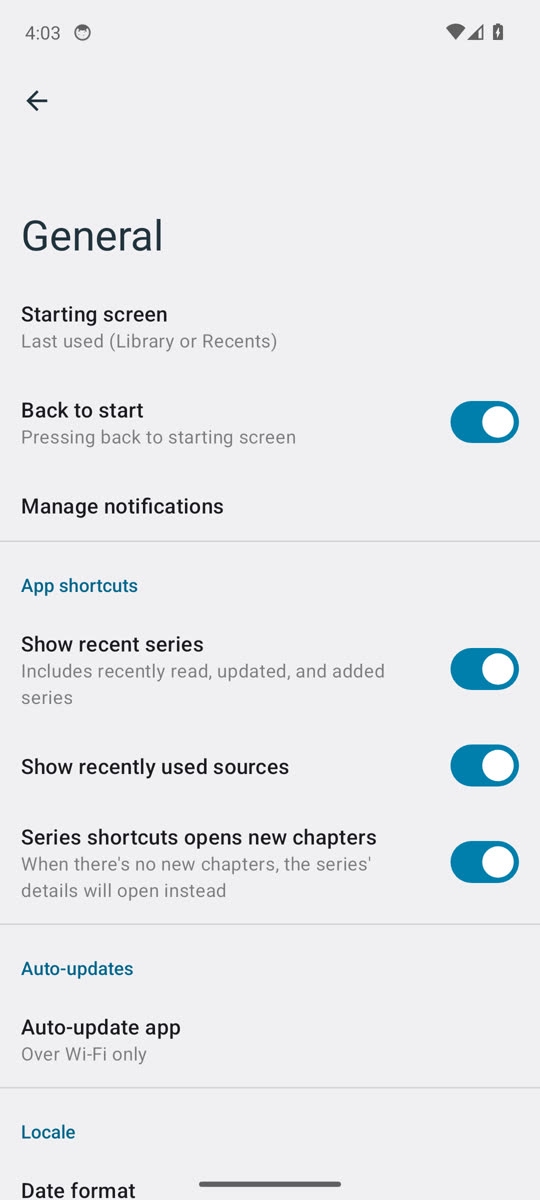 4:03
General
Starting screen
Last used (Library or Recents)
Back to start
Pressing back to starting screen
Manage notifications
App shortcuts
Show recent series
Includes recently read, updated, and added
series
Show recently used sources
Series shortcuts opens new chapters
When there's no new chapters, the series'
details will open instead
Auto-updates
Auto-update app
Over Wi-Fi only
Locale
Date format